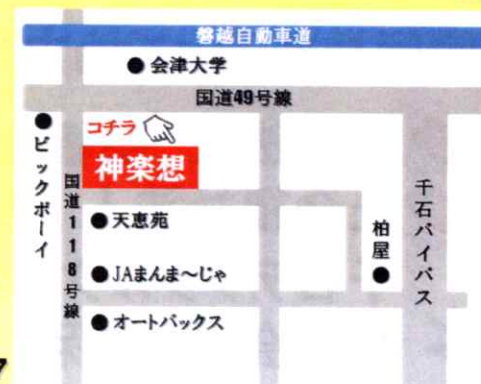 磐越自動車道
会津大学
国道49号線
コチラ
神楽想
ビックボーイ
国道118号線
天恵苑
JAまんま〜じゃ
オートバックス
柏屋
千石バイパス
7